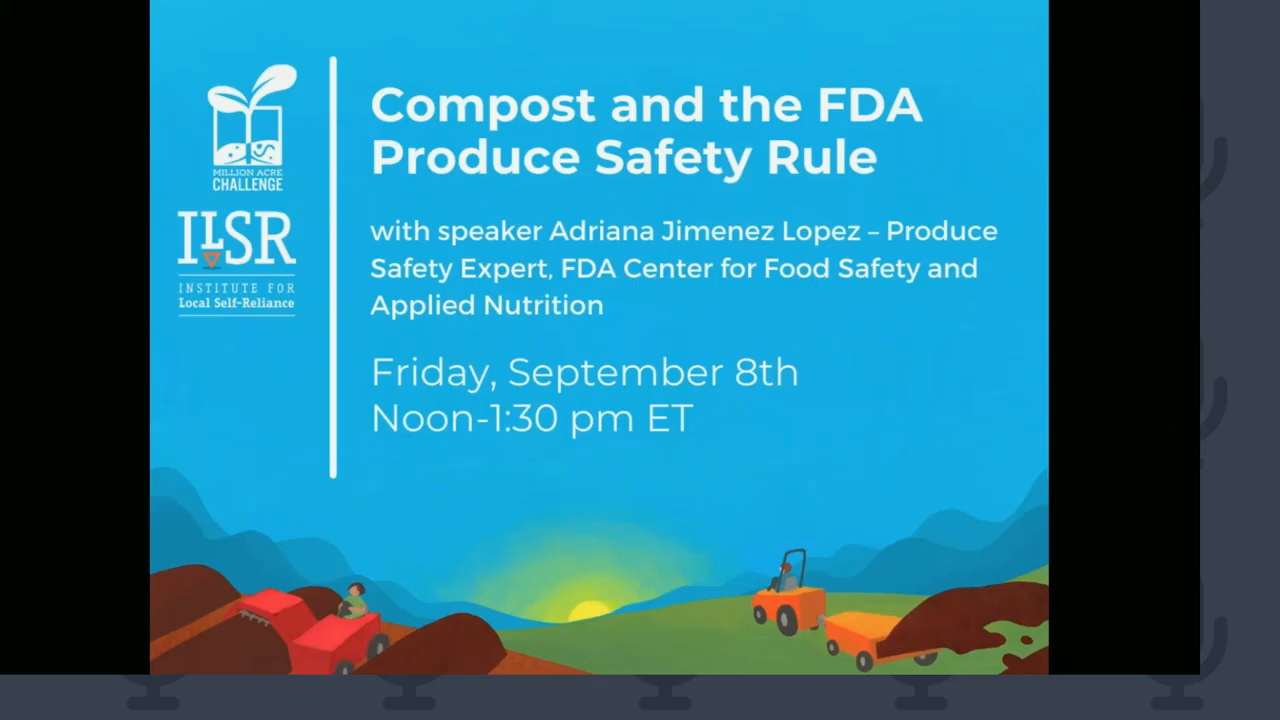 MILLION ACRE
CHALLENGE
ILSR
INSTITUTE FOR
Local Self-Reliance
Compost and the FDA
Produce Safety Rule
with speaker Adriana Jimenez Lopez – Produce
Safety Expert, FDA Center for Food Safety and
Applied Nutrition
Friday, September 8th
Noon-1:30 pm ET